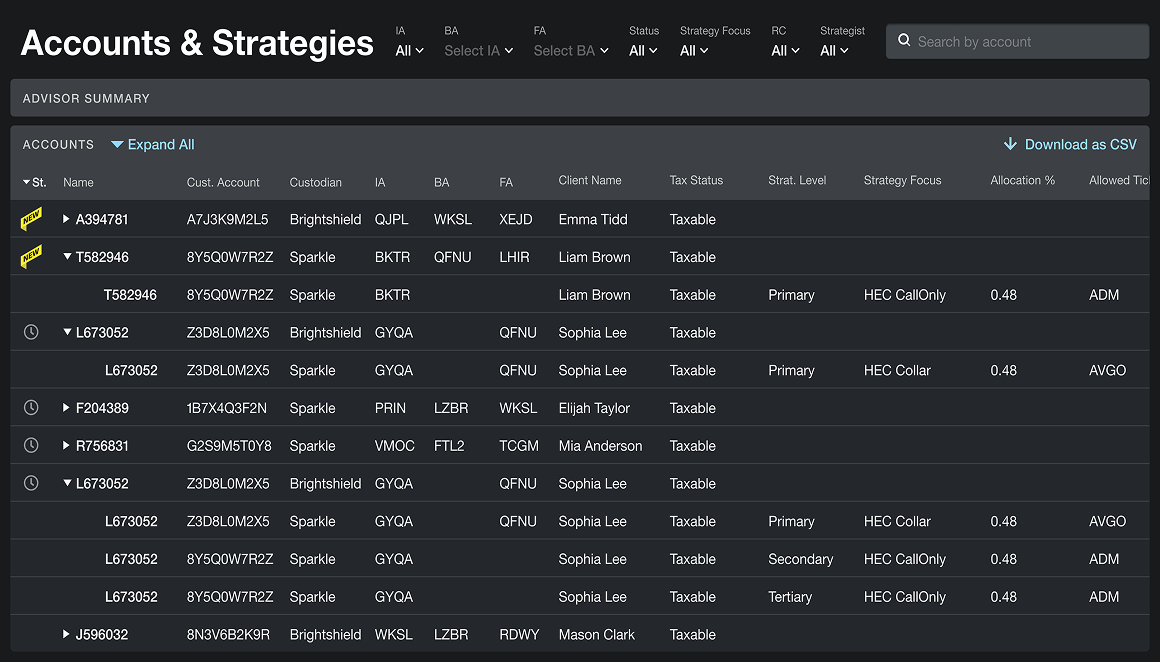 Accounts & Strategies
IA BA FA Status Strategy Focus RC Strategist
All Select IA Select BA All All All All Search by account
ADVISOR SUMMARY
ACCOUNTS Expand All Download as CSV
St. Name Cust. Account Custodian IA BA FA Client Name Tax Status Strat. Level Strategy Focus Allocation % Allowed Tic
NEW A394781 A7J3K9M2L5 Brightshield QJPL WKSL XEJD Emma Tidd Taxable
NEW T582946 8Y5Q0W7R2Z Sparkle BKTR QFNU LHIR Liam Brown Taxable
T582946 8Y5Q0W7R2Z Sparkle BKTR Liam Brown Taxable Primary HEC CallOnly 0.48 ADM
L673052 Z3D8L0M2X5 Brightshield GYQA QFNU Sophia Lee Taxable
L673052 Z3D8L0M2X5 Sparkle GYQA QFNU Sophia Lee Taxable Primary HEC Collar 0.48 AVGO
F204389 1B7X4Q3F2N Sparkle PRIN LZBR WKSL Elijah Taylor Taxable
R756831 G2S9M5T0Y8 Sparkle VMOC FTL2 TCGM Mia Anderson Taxable
L673052 Z3D8L0M2X5 Brightshield GYQA QFNU Sophia Lee Taxable
L673052 Z3D8L0M2X5 Sparkle GYQA QFNU Sophia Lee Taxable Primary HEC Collar 0.48 AVGO
L673052 8Y5Q0W7R2Z Sparkle GYQA Sophia Lee Taxable Secondary HEC CallOnly 0.48 ADM
L673052 8Y5Q0W7R2Z Sparkle GYQA Sophia Lee Taxable Tertiary HEC CallOnly 0.48 ADM
J596032 8N3V6B2K9R Brightshield WKSL LZBR RDWY Mason Clark Taxable